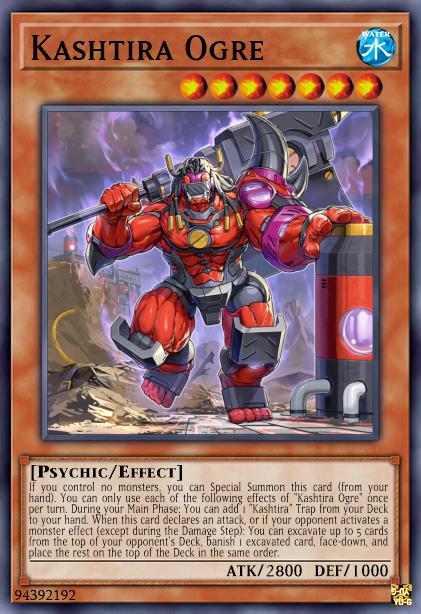 Kashtira Ogre
WATER
水
[Psychic/Effect]
If you control no monsters, you can Special Summon this card (from your
hand). You can only use each of the following effects of "Kashtira Ogre" once
per turn. During your Main Phase: You can add 1 "Kashtira" Trap from your Deck
to your hand. When this card declares an attack, or if your opponent activates a
monster effect (except during the Damage Step): You can excavate up to 5 cards
from the top of your opponent's Deck, banish 1 excavated card, face-down, and
place the rest on the top of the Deck in the same order.
ATK/2800 DEF/1000
94392192